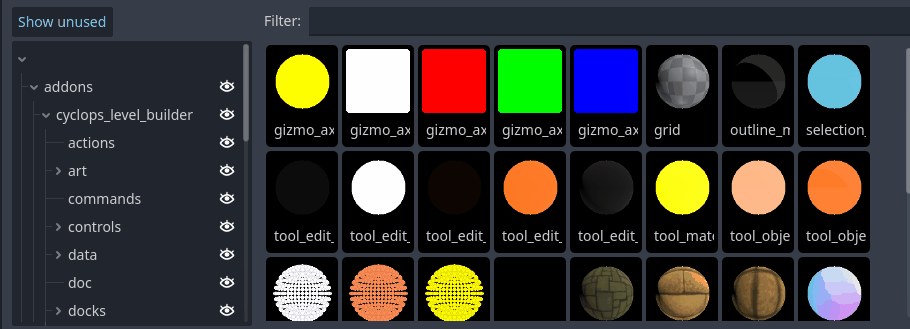 Show unused
Filter:
addons
cyclops_level_builder
actions
art
commands
controls
data
doc
docks
gizmo_ax gizmo_ax gizmo_ax gizmo_ax gizmo_ax grid outline_m selection_
tool_edit_ tool_edit_ tool_edit_ tool_edit_ tool_edit_ tool_mate tool_obje tool_obje